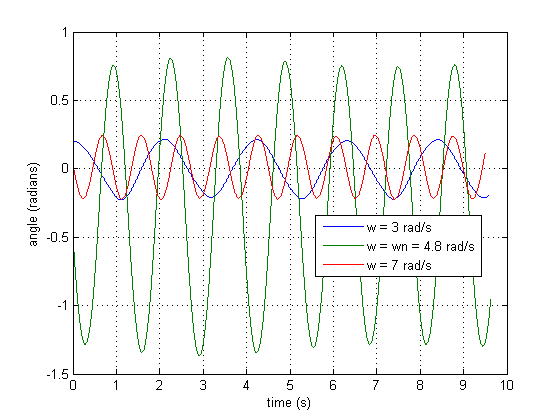 1
0.5
0
-0.5
-1
-1.5
angle (radians)
w = 3 rad/s
w = wn = 4.8 rad/s
w = 7 rad/s
0 1 2 3 4 5 6 7 8 9 10
time (s)